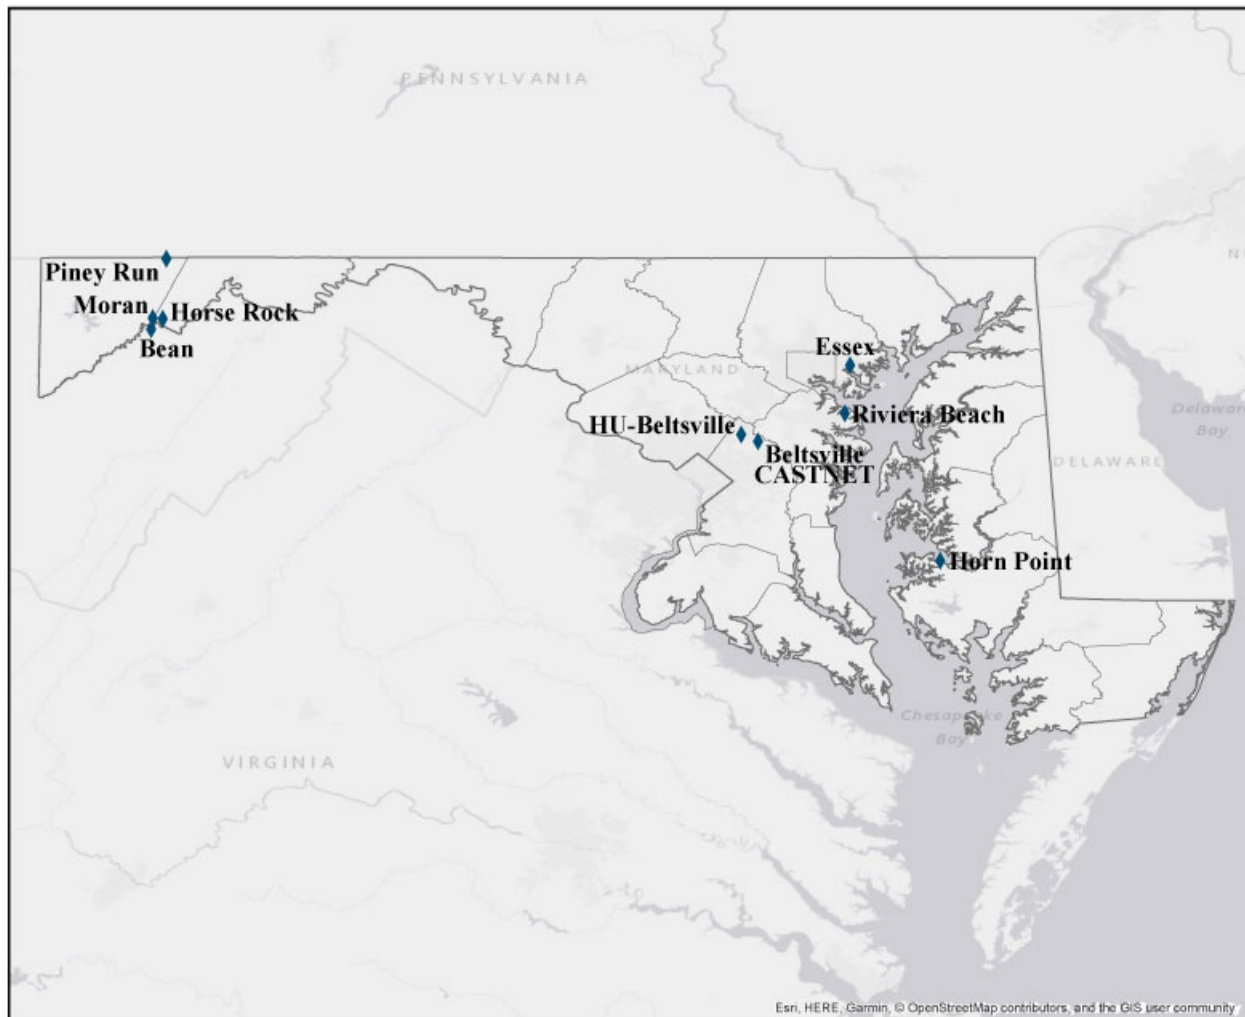 PENNSYLVANIA
Piney Run
Moran
Horse Rock
Bean
Essex
MARYLAND
Riviera Beach
HU-Beltsville
Beltsville
CASTNET
Delaware
Bay
DELAWARE
Horn Point
Chesapeake
Bay
VIRGINIA
Esri, HERE, Garmin, © OpenStreetMap contributors, and the GIS user community